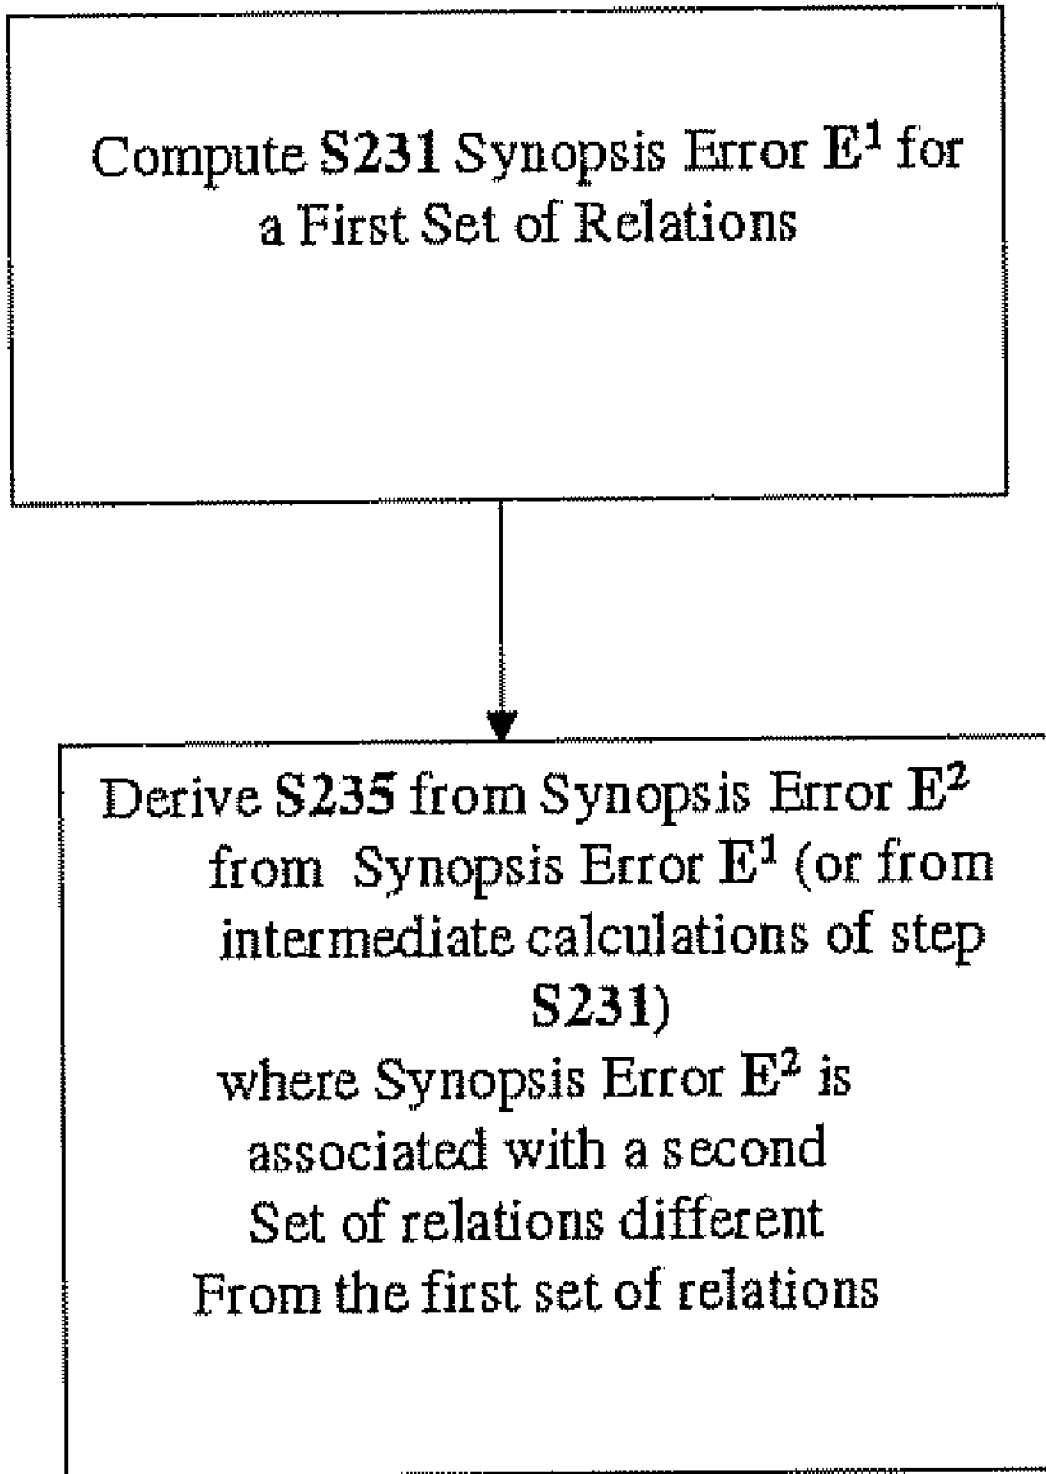 Compute S231 Synopsis Error E¹ for
a First Set of Relations
Derive S235 from Synopsis Error E²
from Synopsis Error E¹ (or from
intermediate calculations of step
S231)
where Synopsis Error E² is
associated with a second
Set of relations different
From the first set of relations